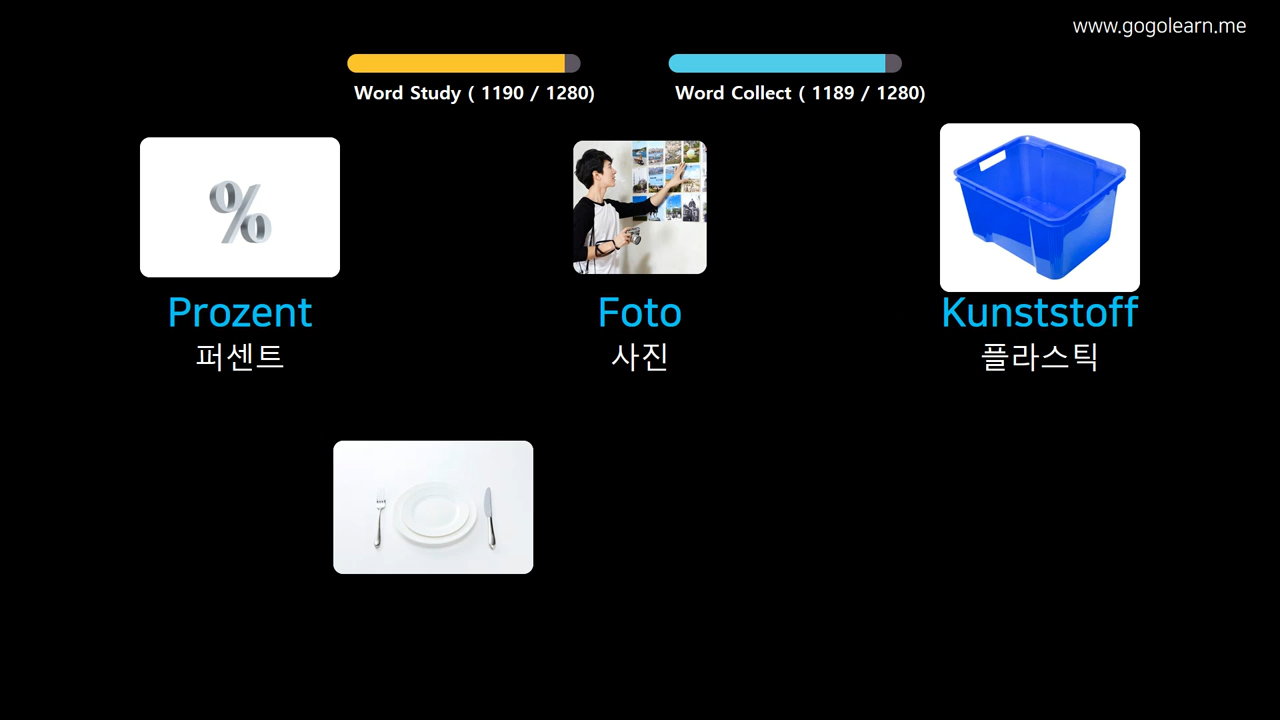 www.gogolearn.me
Word Study ( 1190 / 1280)
Word Collect ( 1189 / 1280)
%
Prozent
퍼센트
Foto
사진
Kunststoff
플라스틱